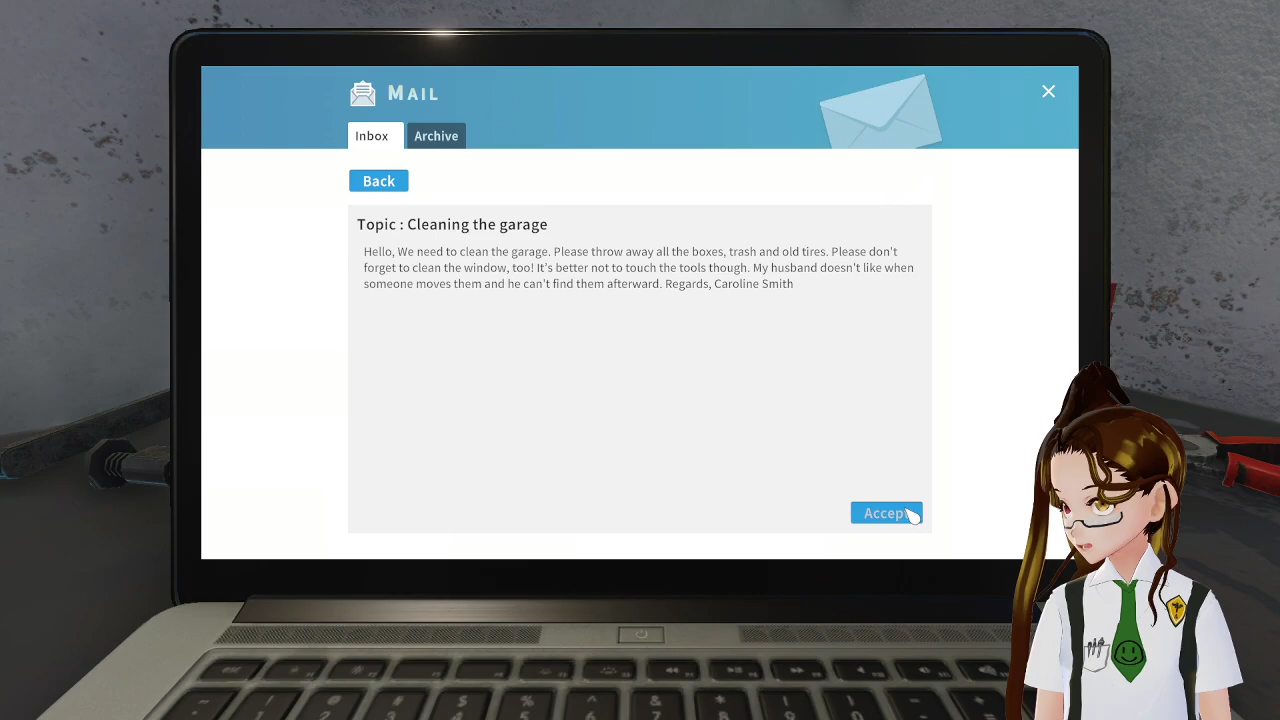 MAIL
Inbox
Archive
Back
Topic : Cleaning the garage
Hello, We need to clean the garage. Please throw away all the boxes, trash and old tires. Please don't
forget to clean the window, too! It's better not to touch the tools though. My husband doesn't like when
someone moves them and he can't find them afterward. Regards, Caroline Smith
Accept